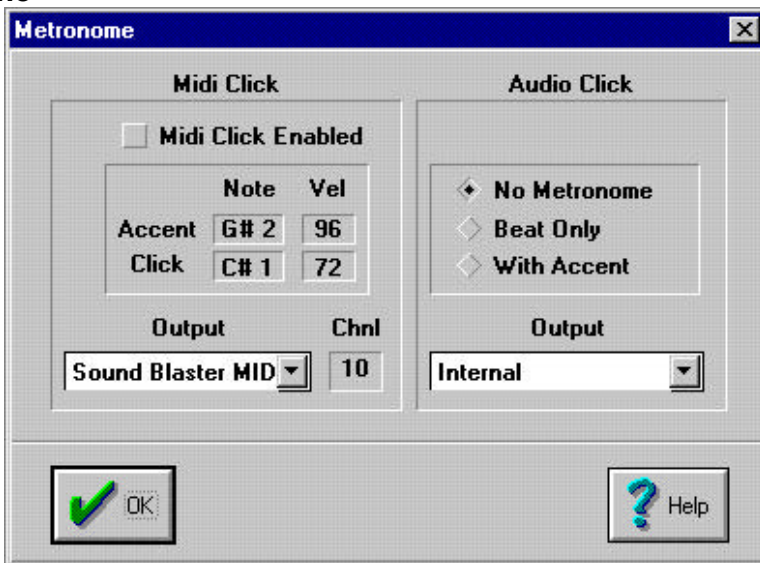 Metronome
Midi Click
Midi Click Enabled
Note Vel
Accent G# 2 96
Click C# 1 72
Output Chnl
Sound Blaster MID 10
Audio Click
No Metronome
Beat Only
With Accent
Output
Internal
OK
Help